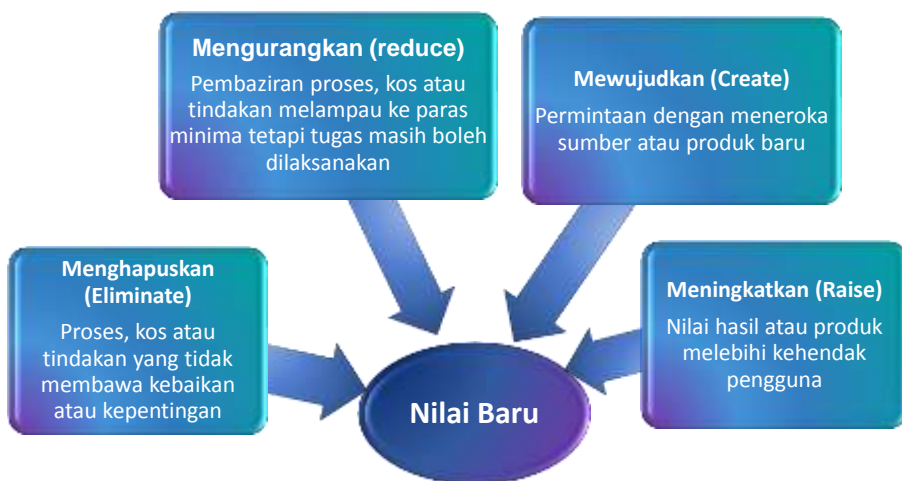 Mengurangkan (reduce)
Pembaziran proses, kos atau
tindakan melampau ke paras
minima tetapi tugas masih boleh
dilaksanakan
Mewujudkan (Create)
Permintaan dengan meneroka
sumber atau produk baru
Menghapuskan
(Eliminate)
Proses, kos atau
tindakan yang tidak
membawa kebaikan
atau kepentingan
Meningkatkan (Raise)
Nilai hasil atau produk
melebihi kehendak
pengguna
Nilai Baru